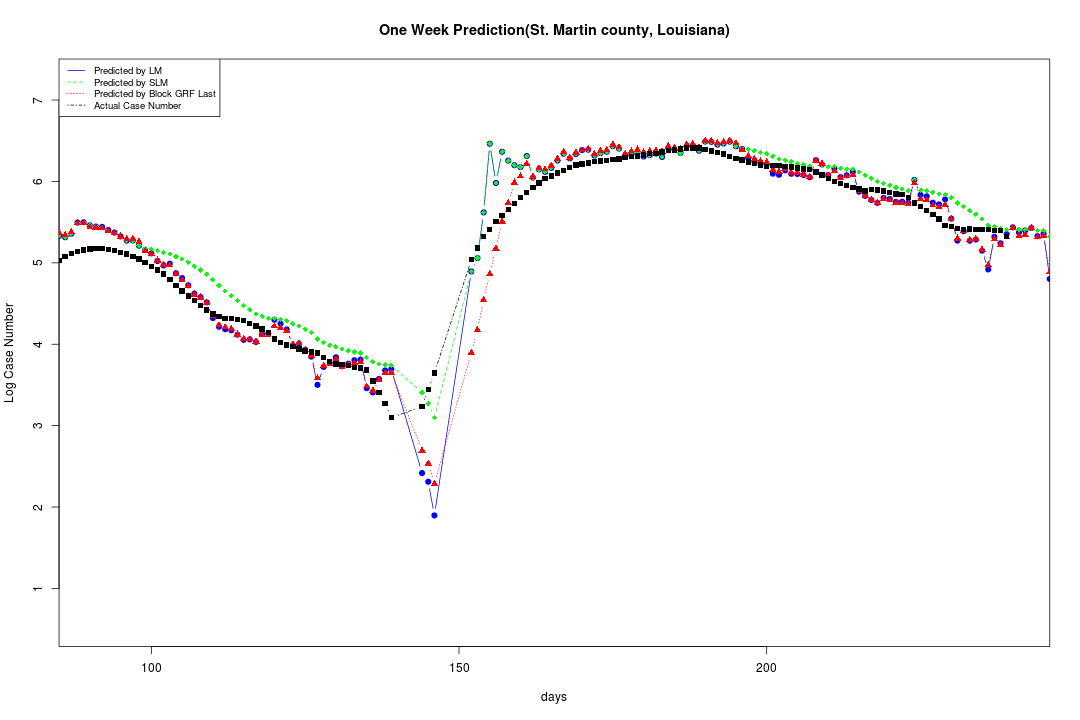 One Week Prediction(St. Martin county, Louisiana)
Predicted by LM
Predicted by SLM
Predicted by Block GRF Last
Actual Case Number
7
6
5
4
3
2
1
Log Case Number
100 150 200
days